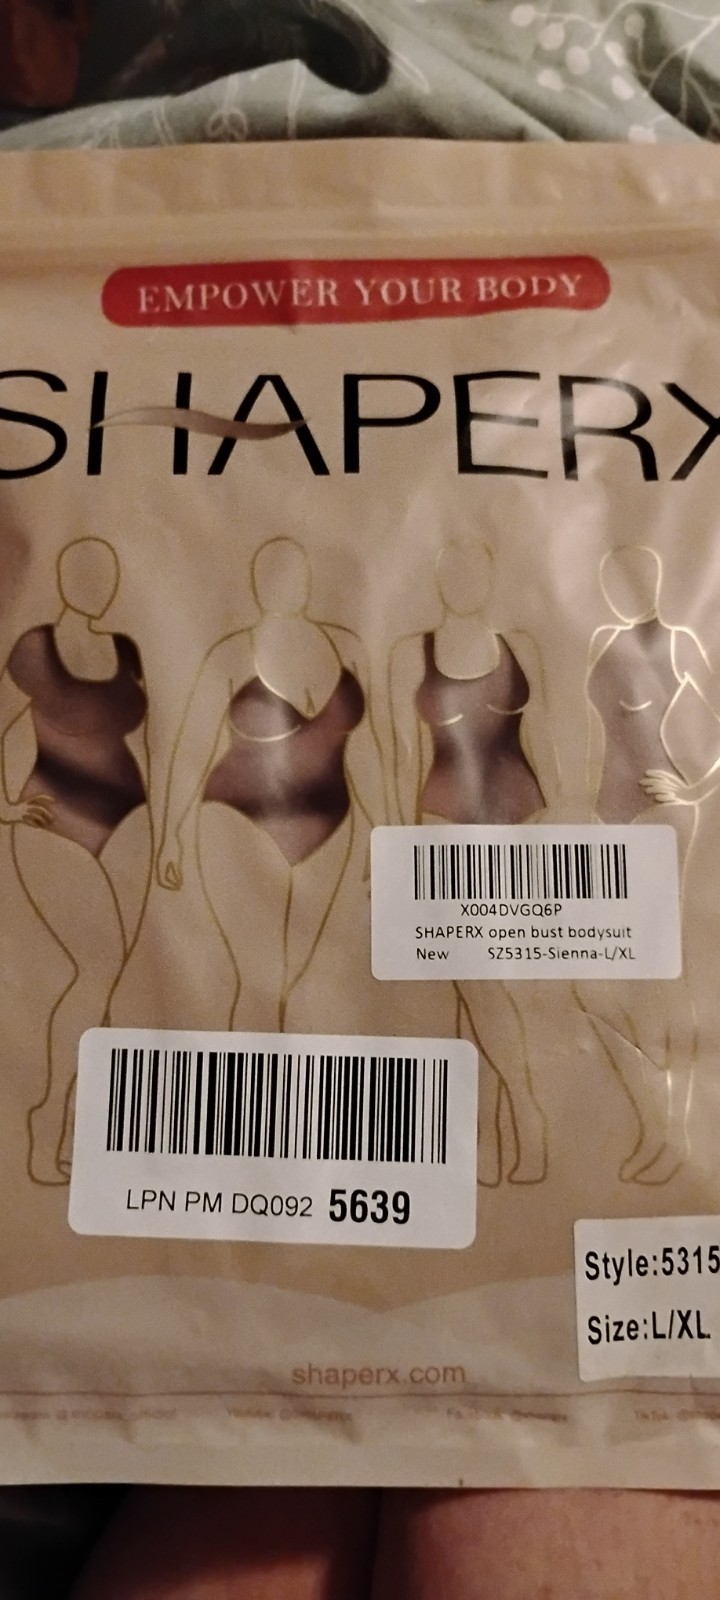 EMPOWER YOUR BODY
SHAPERX
X004DVGQ6P
SHAPERX open bust bodysuit
New SZ5315-Sienna-L/XL
LPN PM DQ092 5639
Style:5315
Size:L/XL
shaperx.com